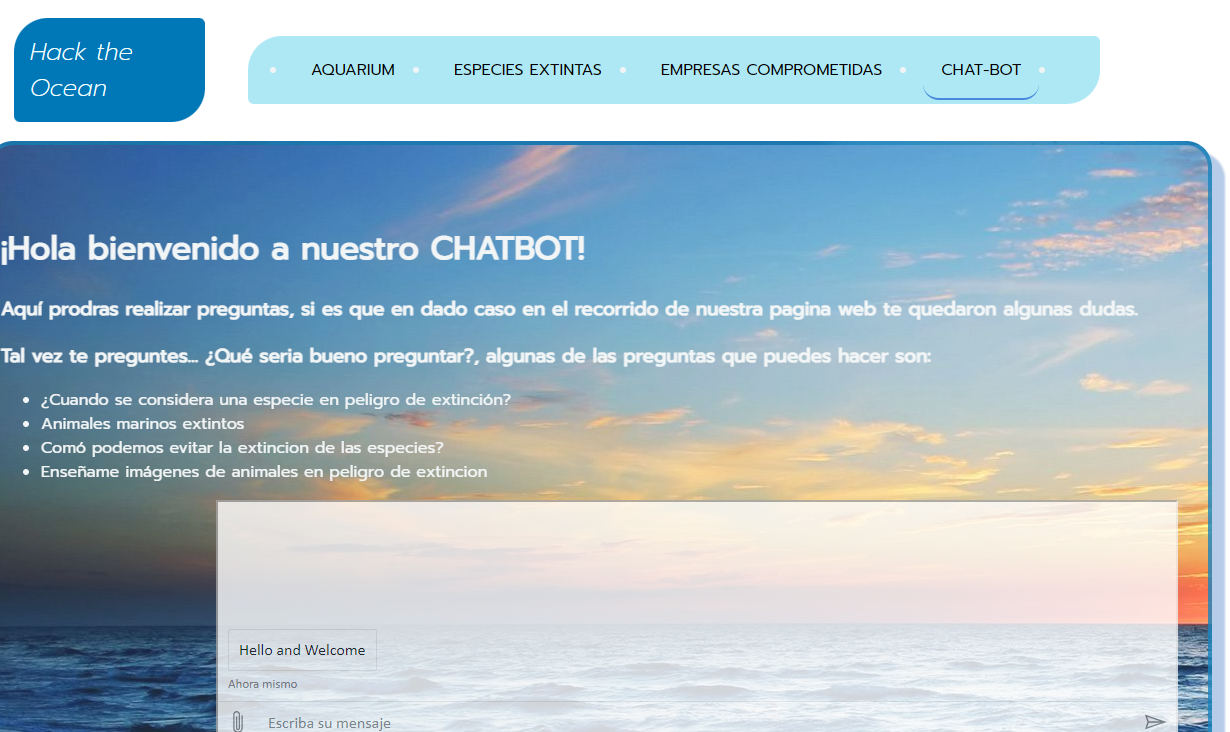 Hack the
Ocean
AQUARIUM
ESPECIES EXTINTAS
EMPRESAS COMPROMETIDAS
CHAT-BOT
¡Hola bienvenido a nuestro CHATBOT!
Aquí prodras realizar preguntas, si es que en dado caso en el recorrido de nuestra pagina web te quedaron algunas dudas.
Tal vez te preguntes... ¿Qué seria bueno preguntar?, algunas de las preguntas que puedes hacer son:
¿Cuando se considera una especie en peligro de extinción?
Animales marinos extintos
Comó podemos evitar la extincion de las especies?
Enseñame imágenes de animales en peligro de extincion
Hello and Welcome
Ahora mismo
Escriba su mensaje